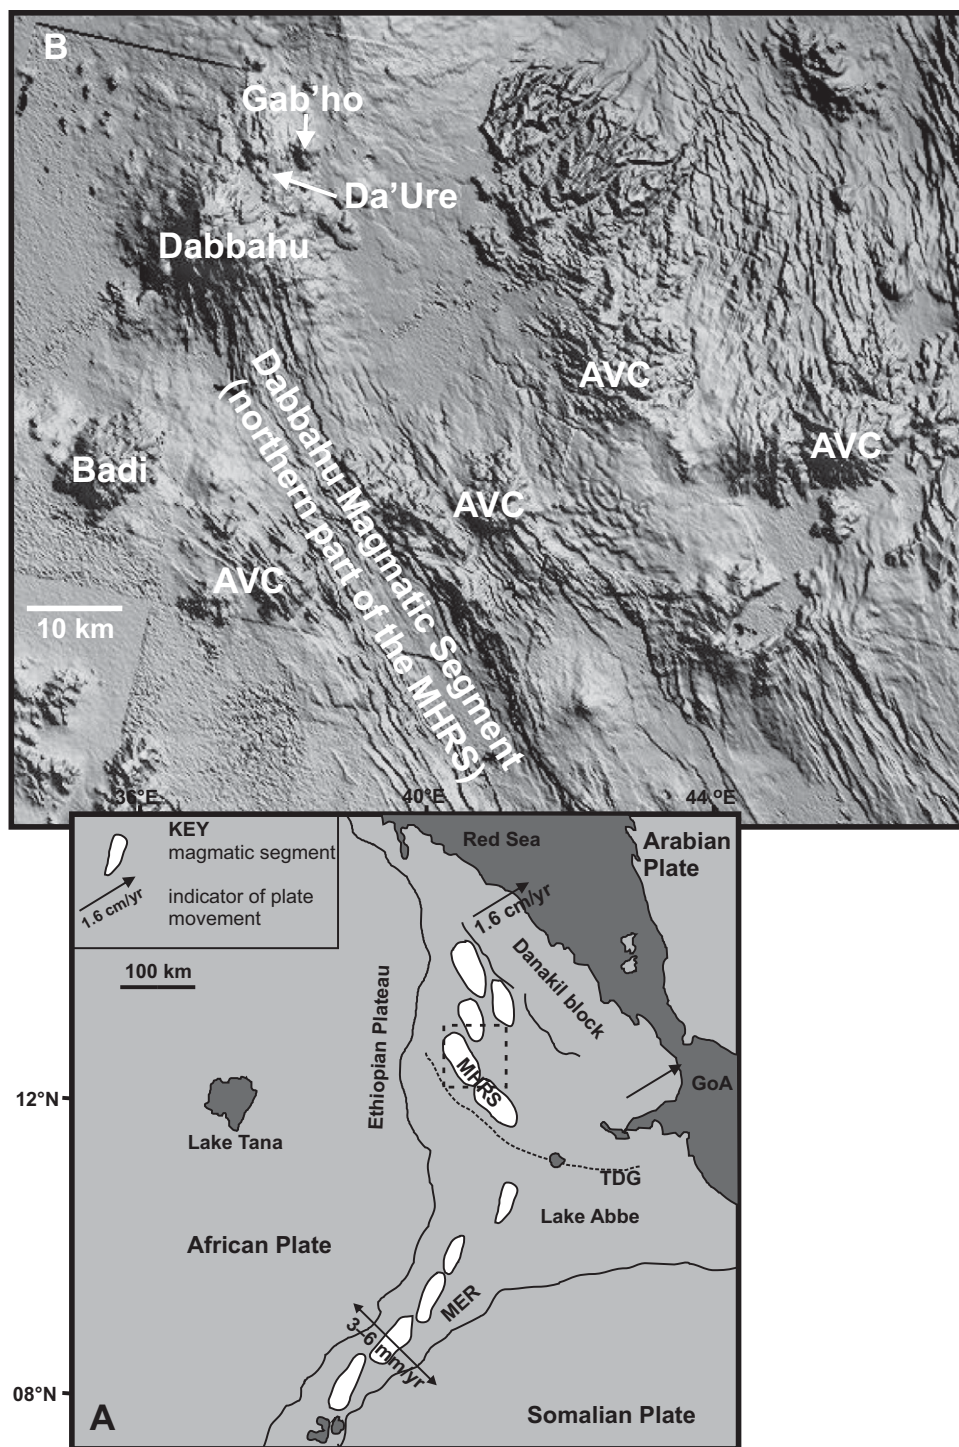 B
Gab'ho
Da'Ure
Dabbahu
Dabbahu Magmatic Segment
(northern part of the MHRS)
AVC
AVC
Badi
AVC
AVC
10 km
36°E
40°E
44°E
KEY
magmatic segment
1.6 cm/yr
indicator of plate
movement
100 km
Red Sea
Arabian
Plate
1.6 cm/yr
Danakil block
Ethiopian Plateau
MHRS
GoA
12°N
Lake Tana
TDG
Lake Abbe
African Plate
MER
3–6 mm/yr
08°N
A
Somalian Plate